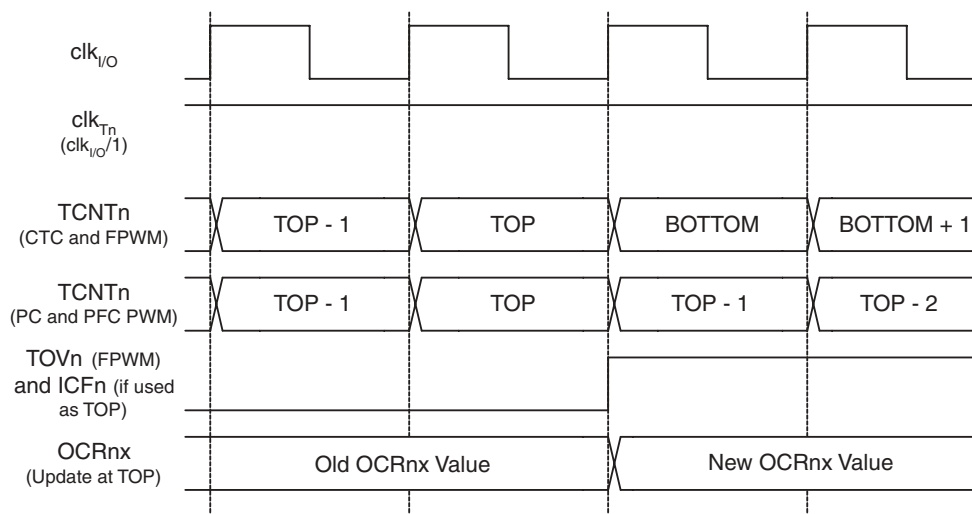 clkI/O
clkTn
(clkI/O/1)
TCNTn
(CTC and FPWM)
TOP - 1
TOP
BOTTOM
BOTTOM + 1
TCNTn
(PC and PFC PWM)
TOP - 1
TOP
TOP - 1
TOP - 2
TOVn (FPWM)
and ICFn (if used
as TOP)
OCRnx
(Update at TOP)
Old OCRnx Value
New OCRnx Value